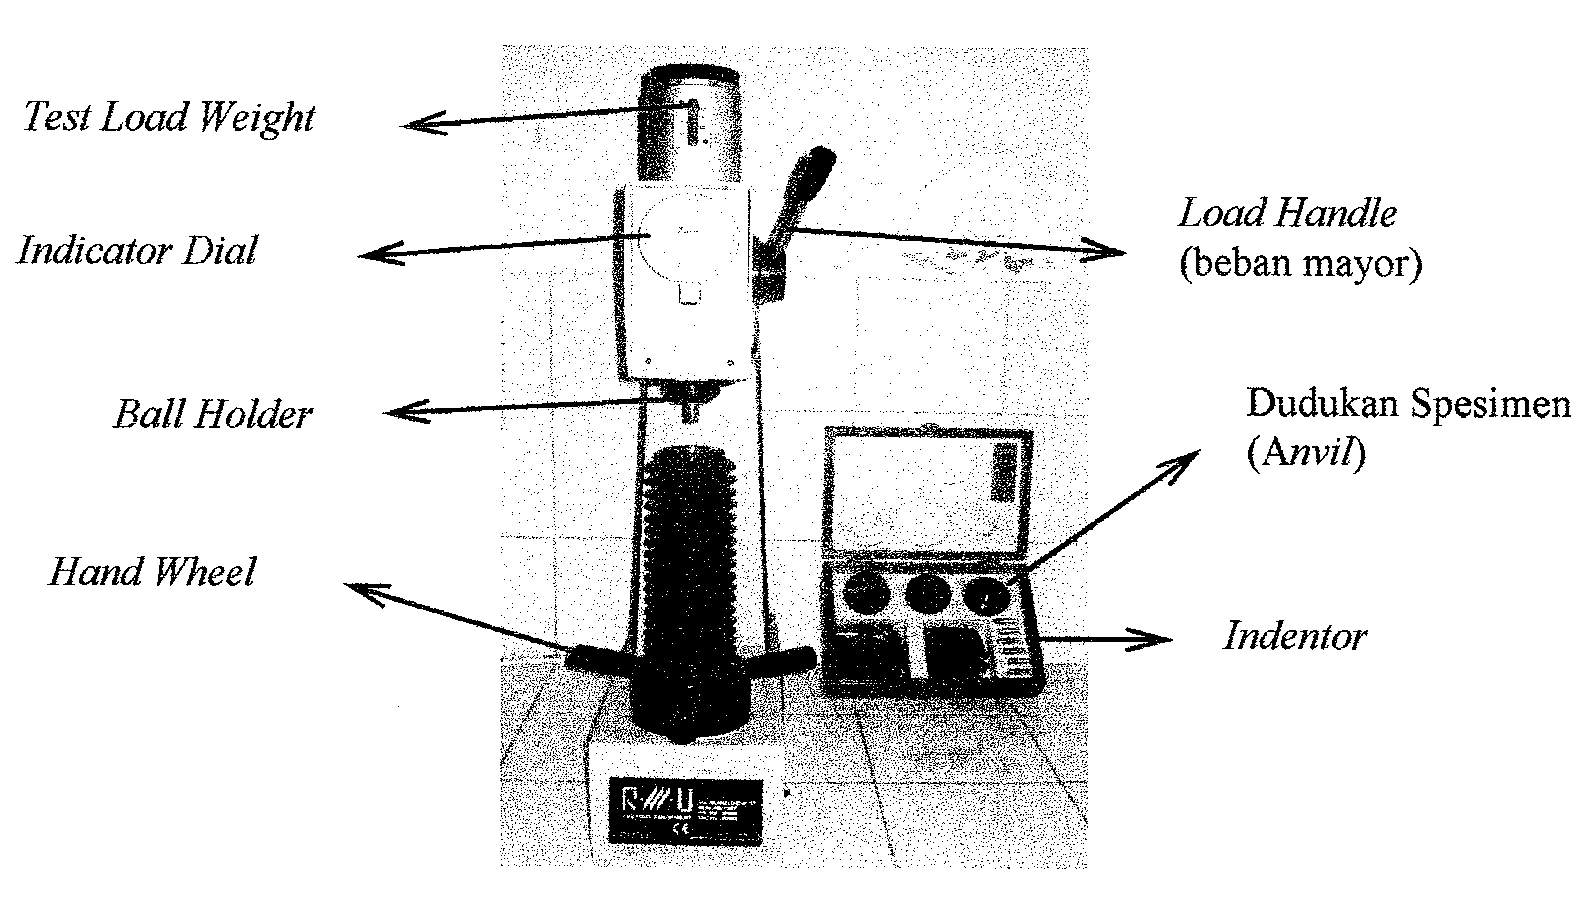 Test Load Weight
Indicator Dial
Load Handle
(beban mayor)
Ball Holder
Dudukan Spesimen
(Anvil)
Hand Wheel
Indentor
R U
CE